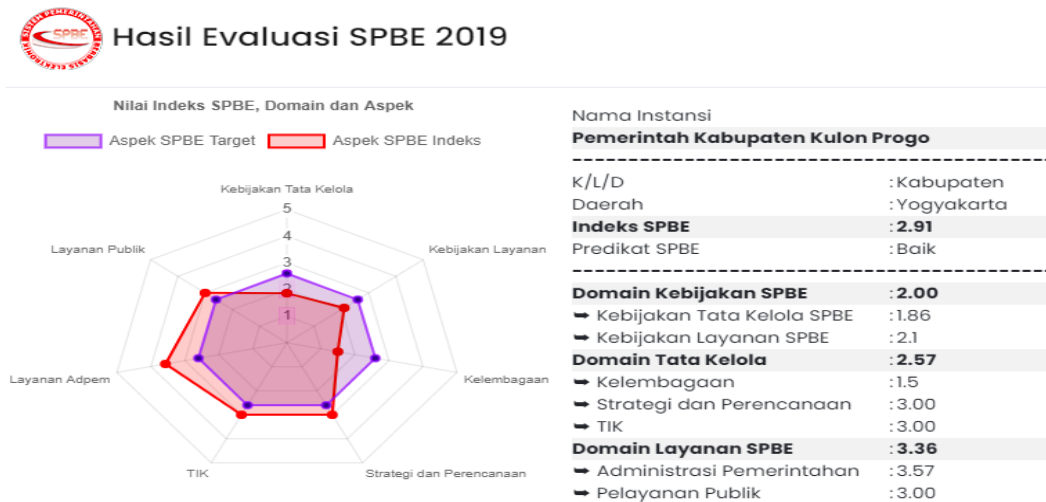 SISTEM PEMERINTAHAN BERBASIS ELEKTRONIK
SPBE
Hasil Evaluasi SPBE 2019
Nilai Indeks SPBE, Domain dan Aspek
Aspek SPBE Target
Aspek SPBE Indeks
Kebijakan Tata Kelola
5
4
3
2
1
Kebijakan Layanan
Kelembagaan
Strategi dan Perencanaan
TIK
Layanan Adpem
Layanan Publik
Nama Instansi
Pemerintah Kabupaten Kulon Progo
K/L/D : Kabupaten
Daerah : Yogyakarta
Indeks SPBE : 2.91
Predikat SPBE : Baik
Domain Kebijakan SPBE : 2.00
➥ Kebijakan Tata Kelola SPBE : 1.86
➥ Kebijakan Layanan SPBE : 2.1
Domain Tata Kelola : 2.57
➥ Kelembagaan : 1.5
➥ Strategi dan Perencanaan : 3.00
➥ TIK : 3.00
Domain Layanan SPBE : 3.36
➥ Administrasi Pemerintahan : 3.57
➥ Pelayanan Publik : 3.00